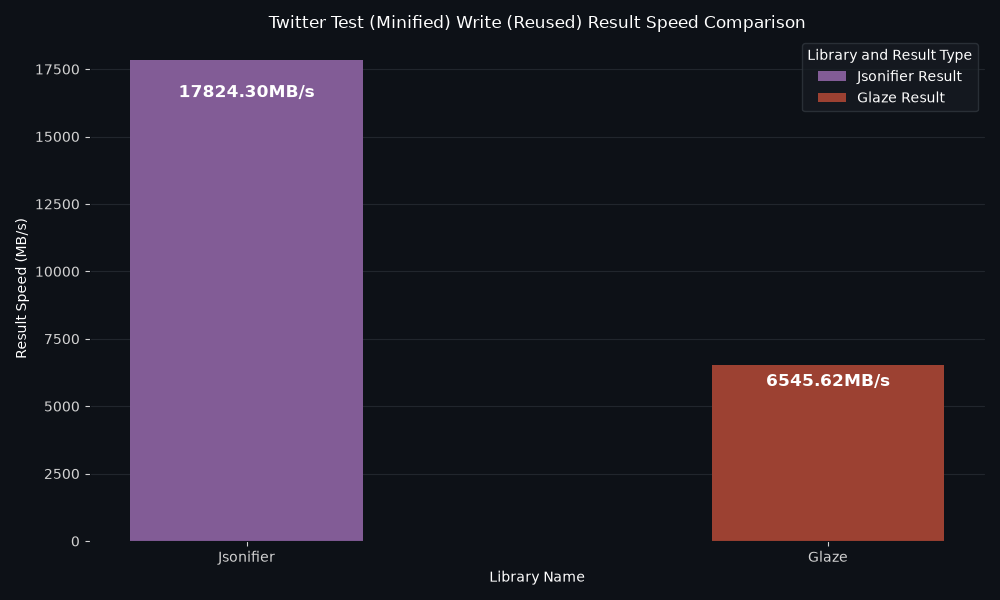 Twitter Test (Minified) Write (Reused) Result Speed Comparison
Library and Result Type
Jsonifier Result
Glaze Result
17500
15000
12500
10000
7500
5000
2500
0
Result Speed (MB/s)
17824.30MB/s
6545.62MB/s
Jsonifier
Glaze
Library Name